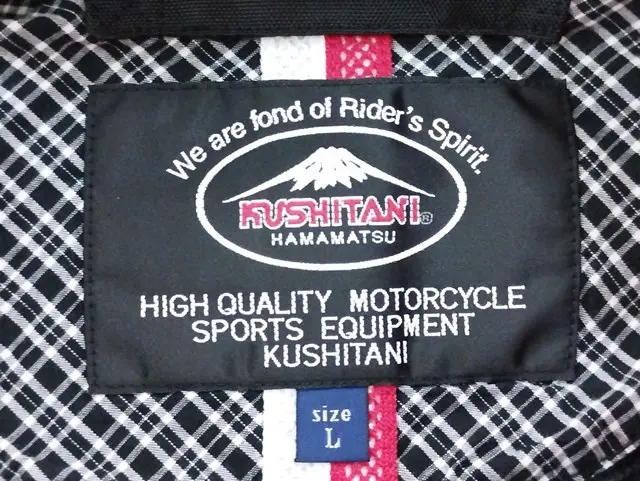 We are fond of Rider's Spirit.
KUSHITANI®
HAMAMATSU
HIGH QUALITY MOTORCYCLE
SPORTS EQUIPMENT
KUSHITANI
size
L